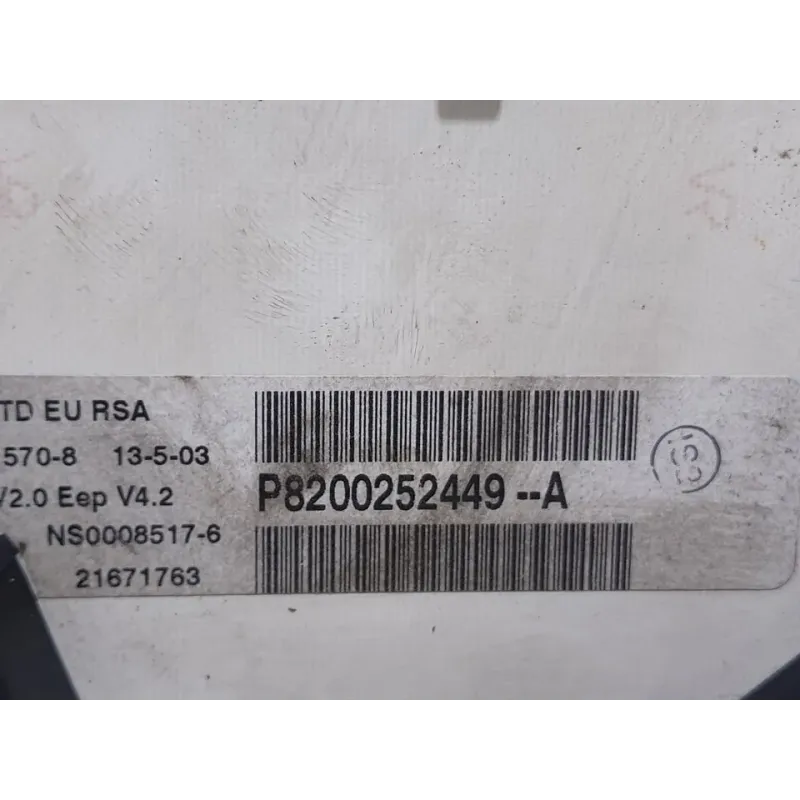 TD EU RSA
570-8 13-5-03
V2.0 Eep V4.2
P8200252449--A
NS0008517-6
21671763